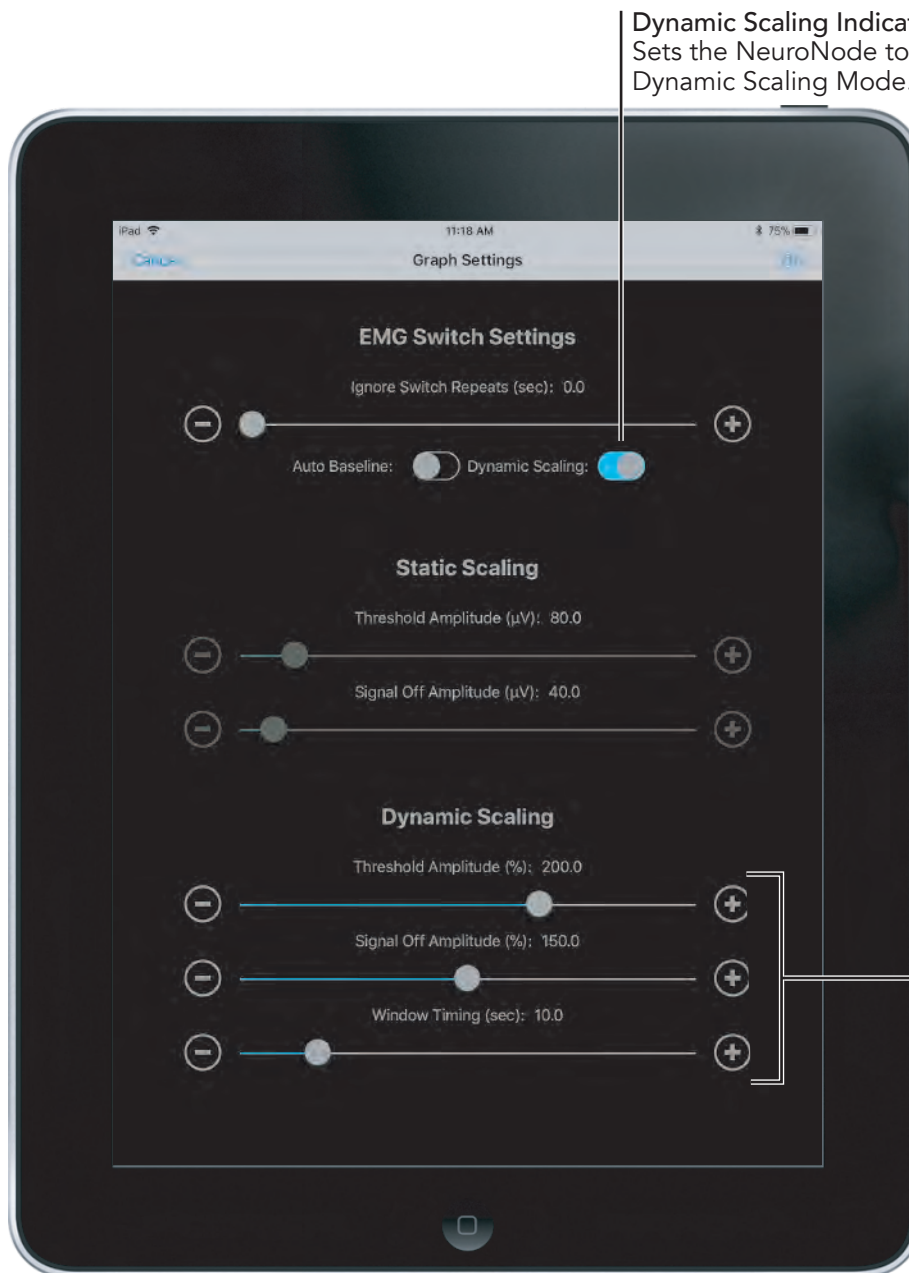 Dynamic Scaling
Sets the NeuroNode to
Dynamic Scaling Mode.
iPad 11:18 AM 75%
Graph Settings
EMG Switch Settings
Ignore Switch Repeats (sec): 0.0
Auto Baseline: Dynamic Scaling:
Static Scaling
Threshold Amplitude (µV): 80.0
Signal Off Amplitude (µV): 40.0
Dynamic Scaling
Threshold Amplitude (%): 200.0
Signal Off Amplitude (%): 150.0
Window Timing (sec): 10.0